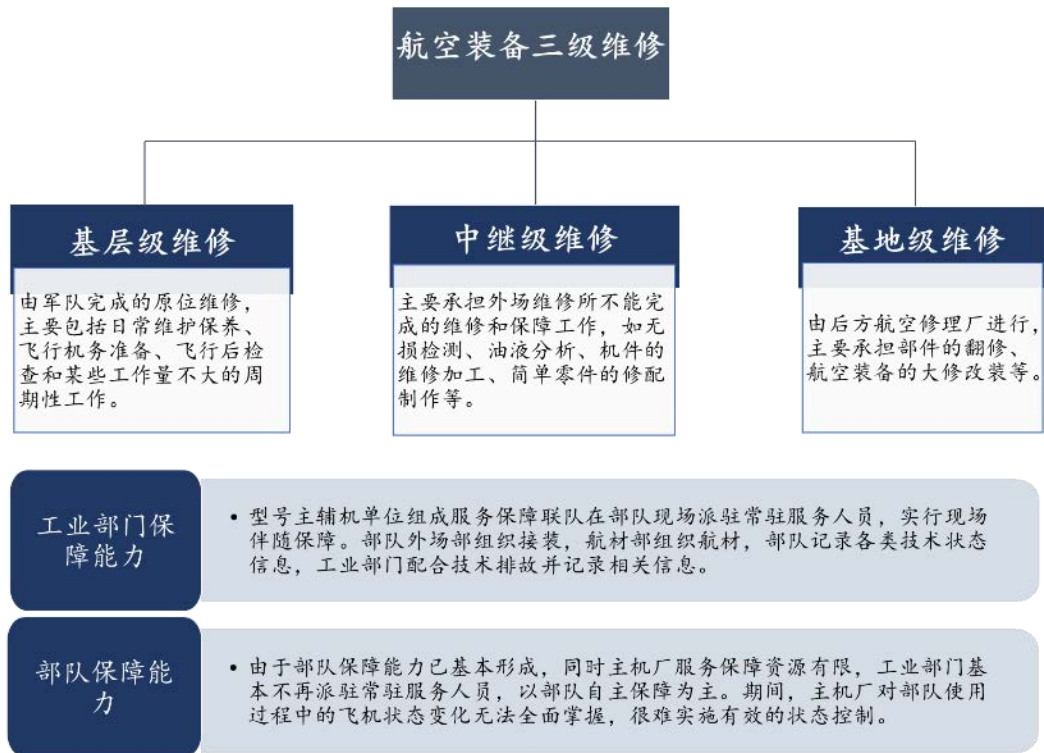 航空装备三级维修
基层级维修
由军队完成的原位维修，
主要包括日常维护保养、
飞行机务准备、飞行后检
查和某些工作量不大的周
期性工作。
中继级维修
主要承担外场维修所不能完
成的维修和保障工作，如无
损检测、油液分析、机件的
维修加工、简单零件的修配
制作等。
基地级维修
由后方航空修理厂进行，
主要承担部件的翻修、
航空装备的大修改装等。
工业部门保
障能力
• 型号主辅机单位组成服务保障联队在部队现场派驻常驻服务人员，实行现场
伴随保障。部队外场部组织接装，航材部组织航材，部队记录各类技术状态
信息，工业部门配合技术排故并记录相关信息。
部队保障能
力
• 由于部队保障能力已基本形成，同时主机厂服务保障资源有限，工业部门基
本不再派驻常驻服务人员，以部队自主保障为主。期间，主机厂对部队使用
过程中的飞机状态变化无法全面掌握，很难实施有效的状态控制。